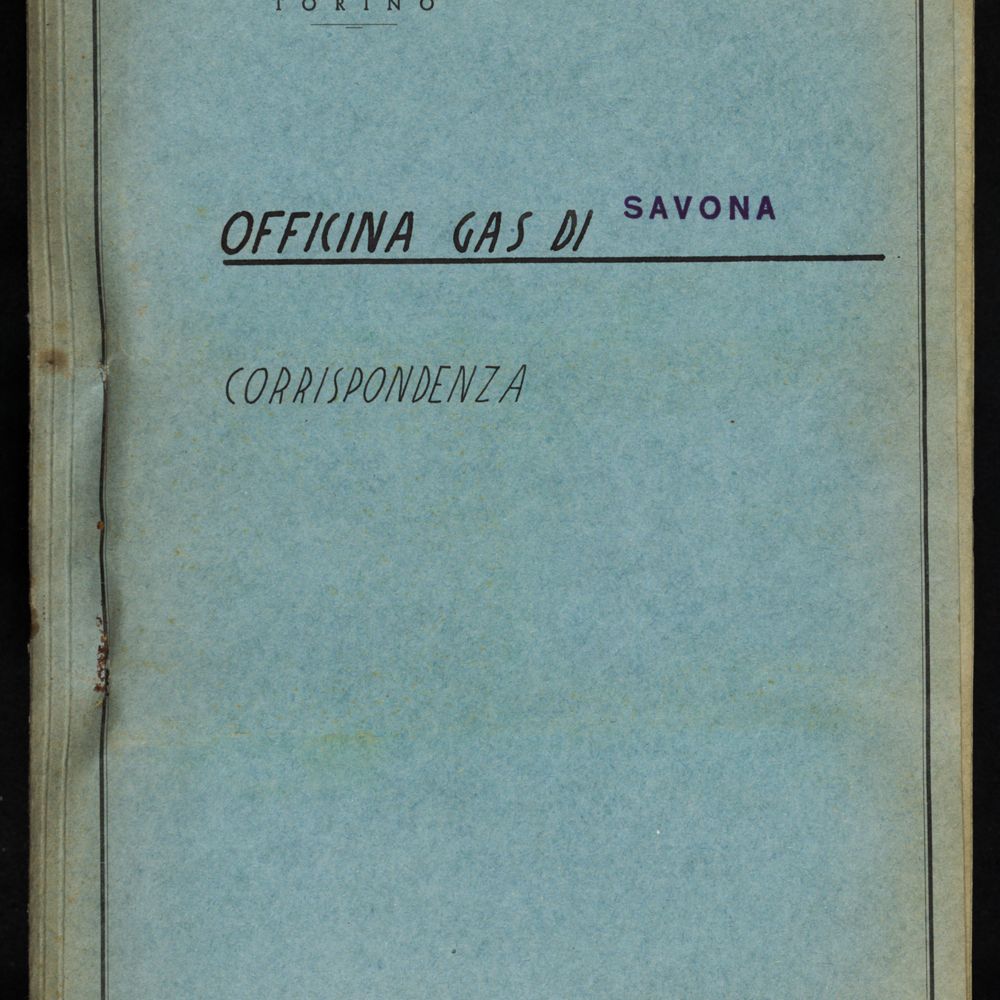 TORINO
OFFICINA GAS DI SAVONA
CORRISPONDENZA